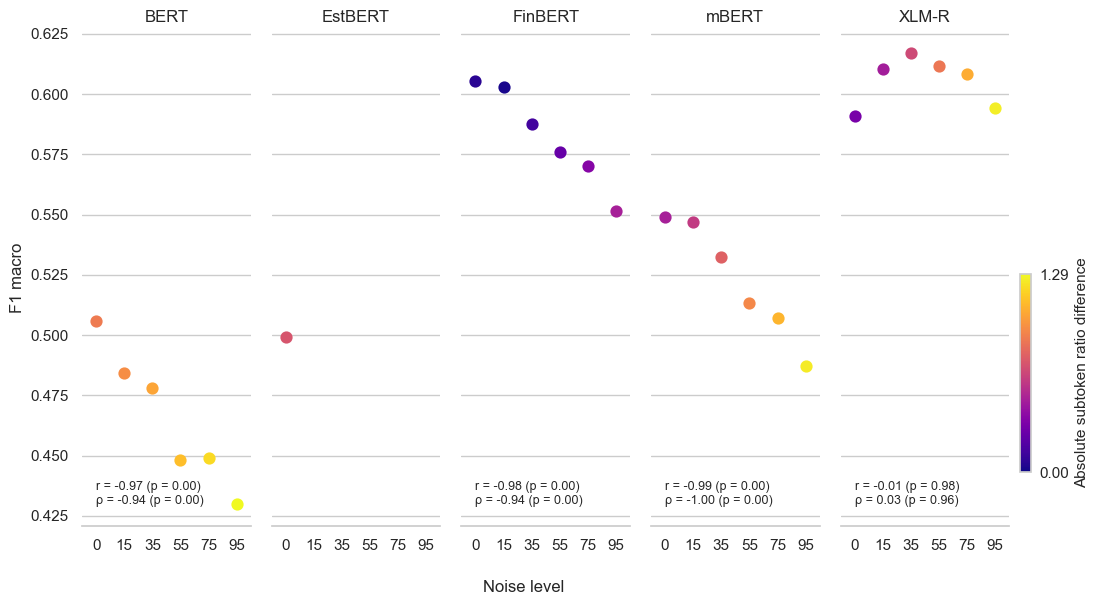 BERT
EstBERT
FinBERT
mBERT
XLM-R
0.625
0.600
0.575
0.550
0.525
0.500
0.475
0.450
0.425
F1 macro
r = -0.97 (p = 0.00)
ρ = -0.94 (p = 0.00)
r = -0.98 (p = 0.00)
ρ = -0.94 (p = 0.00)
r = -0.99 (p = 0.00)
ρ = -1.00 (p = 0.00)
r = -0.01 (p = 0.98)
ρ = 0.03 (p = 0.96)
0 15 35 55 75 95
0 15 35 55 75 95
0 15 35 55 75 95
0 15 35 55 75 95
0 15 35 55 75 95
Noise level
1.29
0.00
Absolute subtoken ratio difference